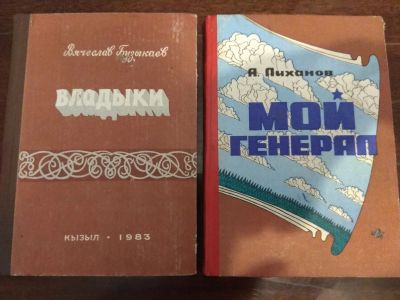 Вячеслав Бузыкаев
ВЛАДЫКИ
КЫЗЫЛ • 1983
А. Лиханов
МОЙ
ГЕНЕРАЛ